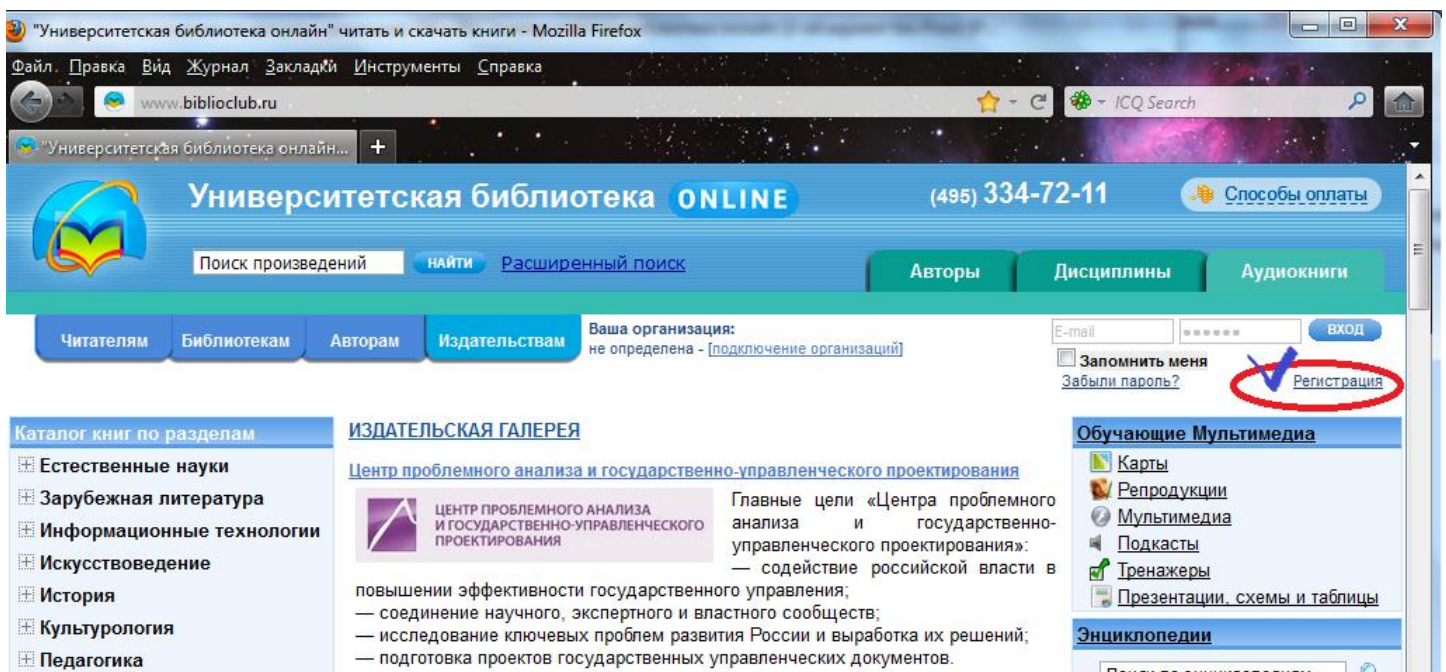 "Университетская библиотека онлайн" читать и скачать книги - Mozilla Firefox
Файл Правка Вид Журнал Закладки Инструменты Справка
www.biblioclub.ru
ICQ Search
"Университетская библиотека онлайн... +
Университетская библиотека ONLINE
(495) 334-72-11
Способы оплаты
Поиск произведений НАЙТИ Расширенный поиск
Авторы Дисциплины Аудиокниги
Читателям Библиотекам Авторам Издательствам
Ваша организация:
не определена - [подключение организаций]
E-mail ВХОД
Запомнить меня
Забыли пароль? Регистрация
Каталог книг по разделам
Естественные науки
Зарубежная литература
Информационные технологии
Искусствоведение
История
Культурология
Педагогика
ИЗДАТЕЛЬСКАЯ ГАЛЕРЕЯ
Центр проблемного анализа и государственно-управленческого проектирования
ЦЕНТР ПРОБЛЕМНОГО АНАЛИЗА
И ГОСУДАРСТВЕННО-УПРАВЛЕНЧЕСКОГО
ПРОЕКТИРОВАНИЯ
Главные цели «Центра проблемного
анализа и государственно-
управленческого проектирования»:
— содействие российской власти в
повышении эффективности государственного управления;
— соединение научного, экспертного и властного сообществ;
— исследование ключевых проблем развития России и выработка их решений;
— подготовка проектов государственных управленческих документов.
Обучающие Мультимедиа
Карты
Репродукции
Мультимедиа
Подкасты
Тренажеры
Презентации, схемы и таблицы
Энциклопедии